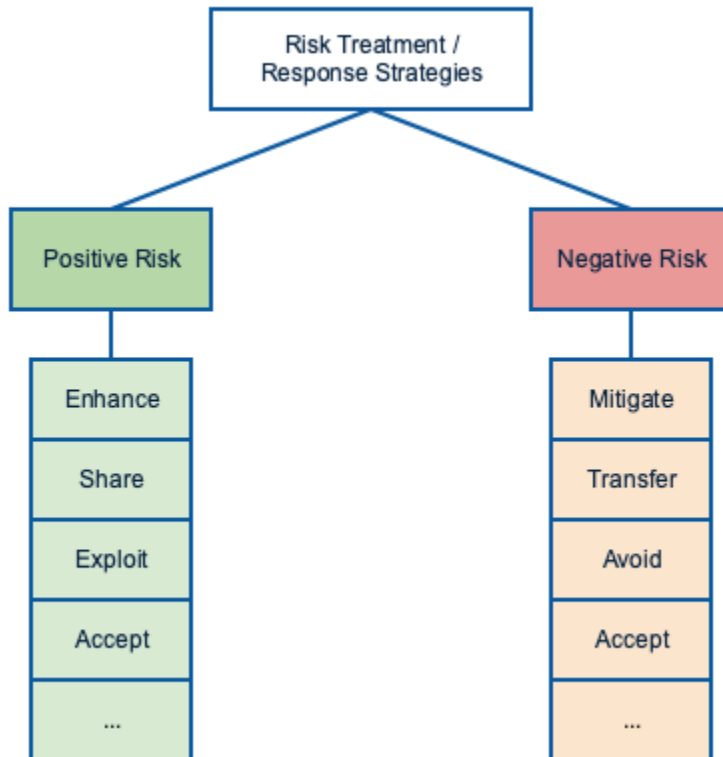 Risk Treatment /
Response Strategies
Positive Risk
Negative Risk
Enhance
Share
Exploit
Accept
...
Mitigate
Transfer
Avoid
Accept
...